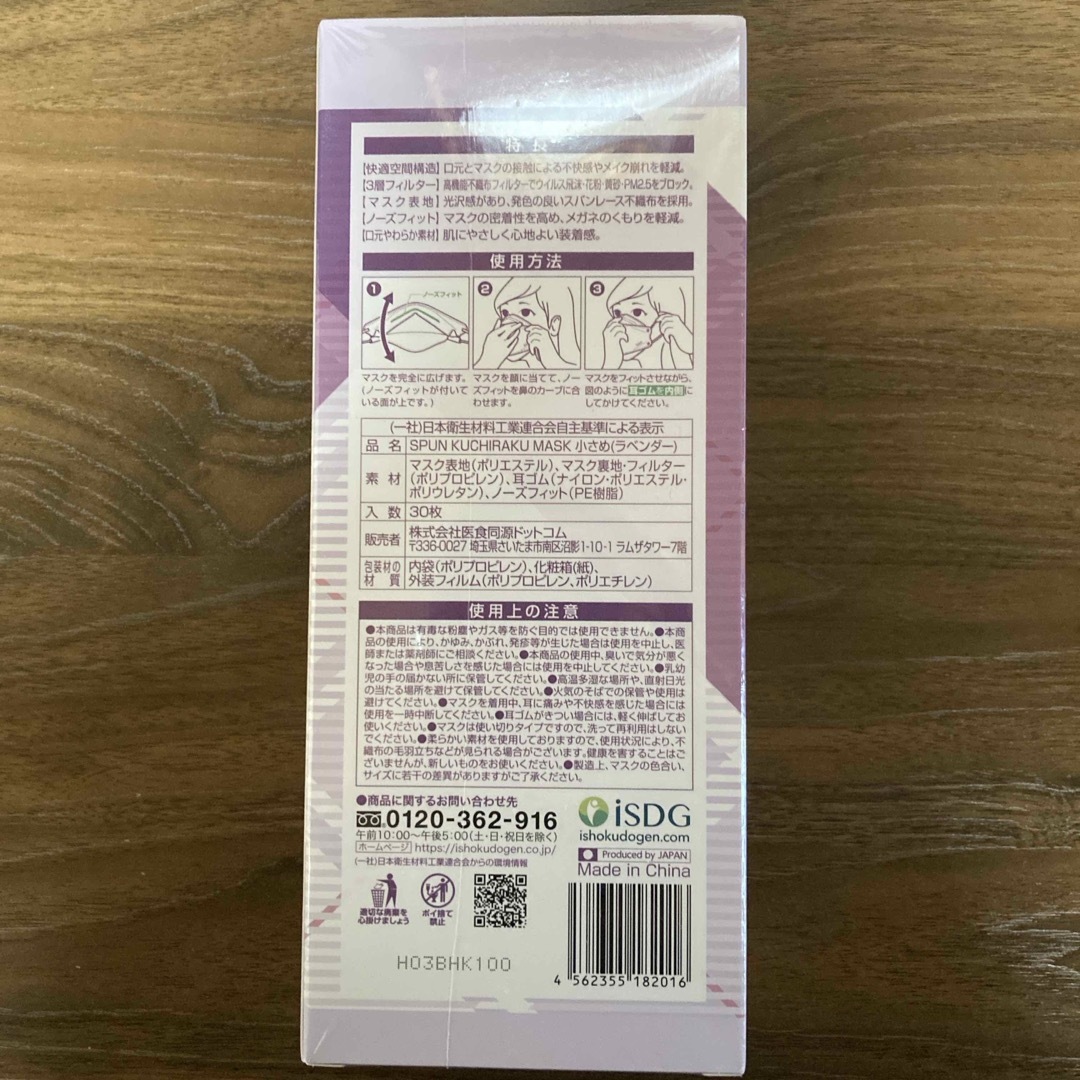 特長
【快適空間構造】口元とマスクの接触による不快感やメイク崩れを軽減。
【3層フィルター】高機能不織布フィルターでウイルス飛沫・花粉・黄砂・PM2.5をブロック。
【マスク表地】光沢感があり、発色の良いスパンレース不織布を採用。
【ノーズフィット】マスクの密着性を高め、メガネのくもりを軽減。
【口元やわらか素材】肌にやさしく心地よい装着感。
使用方法
1 ノーズフィット
マスクを完全に広げます。
(ノーズフィットが付いて
いる面が上です。)
2
マスクを顔に当てて、ノー
ズフィットを鼻のカーブに合
わせます。
3
マスクをフィットさせながら、
図のように耳ゴムを内側に
してかけてください。
(一社)日本衛生材料工業連合会自主基準による表示
品名 SPUN KUCHIRAKU MASK 小さめ(ラベンダー)
素材 マスク表地(ポリエステル)、マスク裏地・フィルター
(ポリプロピレン)、耳ゴム(ナイロン・ポリエステル・
ポリウレタン)、ノーズフィット(PE樹脂)
入数 30枚
販売者 株式会社医食同源ドットコム
〒336-0027 埼玉県さいたま市南区沼影1-10-1 ラムザタワー7階
包装材の材質 内袋(ポリプロピレン)、化粧箱(紙)、
外装フィルム(ポリプロピレン、ポリエチレン)
使用上の注意
●本商品は有毒な粉塵やガス等を防ぐ目的では使用できません。●本商
品の使用により、かゆみ、かぶれ、発疹等が生じた場合は使用を中止し、医
師または薬剤師にご相談ください。●本商品の使用中、臭いで気分が悪く
なった場合や息苦しさを感じた場合には使用を中止してください。●乳幼
児の手の届かない所に保管してください。●高温多湿な場所や、直射日光
の当たる場所を避けて保管してください。●火気のそばでの保管や使用は
避けてください。●マスクを着用中、耳に痛みや不快感を感じた場合には
使用を一時中断してください。●耳ゴムがきつい場合には、軽く伸ばしてお
使いください。●マスクは使い切りタイプですので、洗って再利用はしない
でください。●柔らかい素材を使用しておりますので、使用状況により、不
織布の毛羽立ちなどが見られる場合がございます。健康を害することはご
ざいませんが、新しいものをお使いください。●製造上、マスクの色合い、
サイズに若干の差異がありますがご了承ください。
●商品に関するお問い合わせ先
0120-362-916
午前10:00〜午後5:00(土・日・祝日を除く)
ホームページ https://ishokudogen.co.jp/
(一社)日本衛生材料工業連合会からの環境情報
適切な廃棄を
心掛けましょう
ポイ捨て
禁止
iSDG
ishokudogen.com
Produced by JAPAN
Made in China
H03BHK100
4 562355 182016